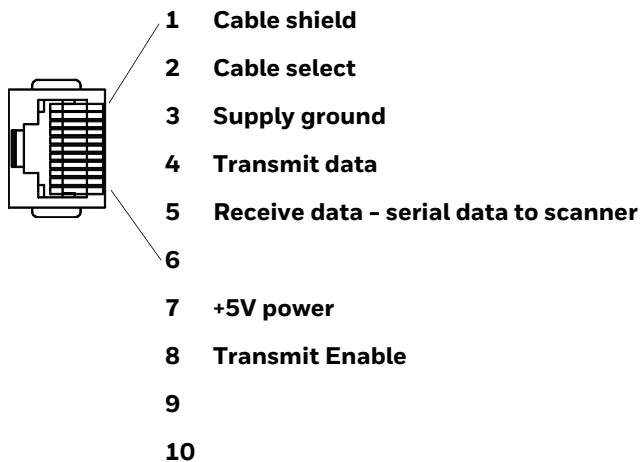 1 Cable shield
2 Cable select
3 Supply ground
4 Transmit data
5 Receive data - serial data to scanner
6
7 +5V power
8 Transmit Enable
9
10